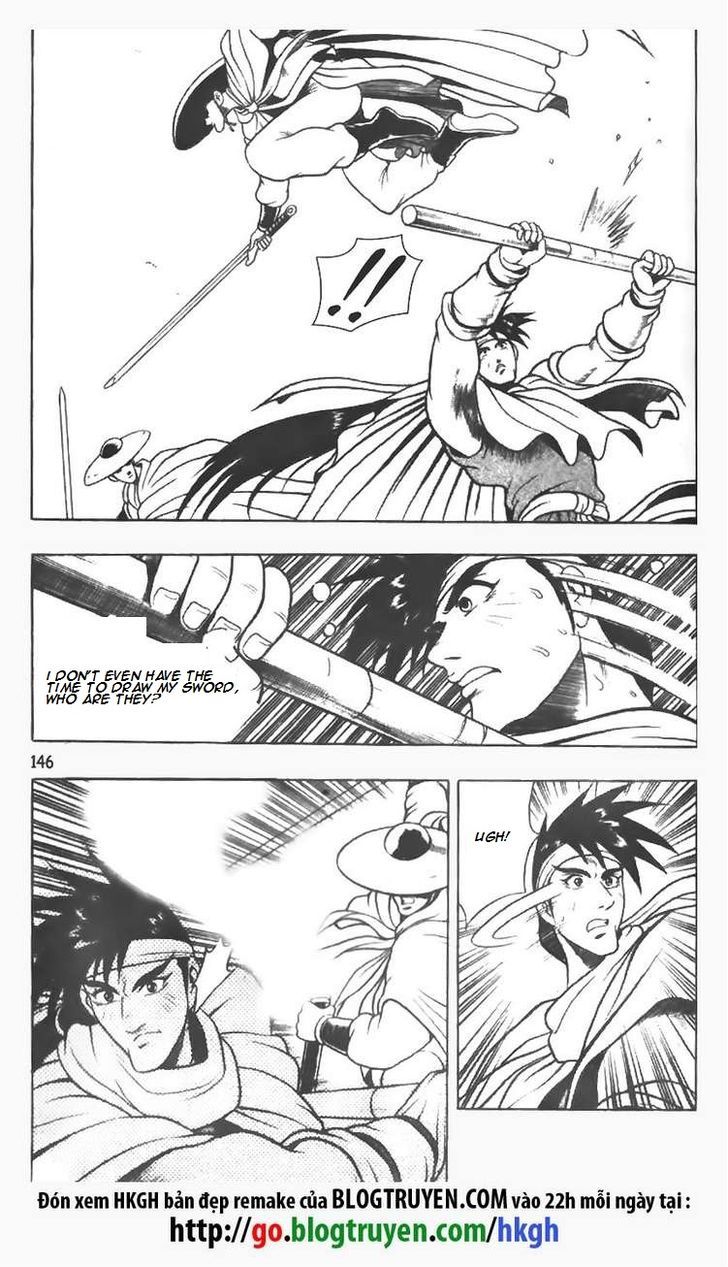 !!
I DON'T EVEN HAVE THE
TIME TO DRAW MY SWORD,
WHO ARE THEY?
146
UGH!
Đón xem HKGH bản đẹp remake của BLOGTRUYEN.COM vào 22h mỗi ngày tại :
http://go.blogtruyen.com/hkgh